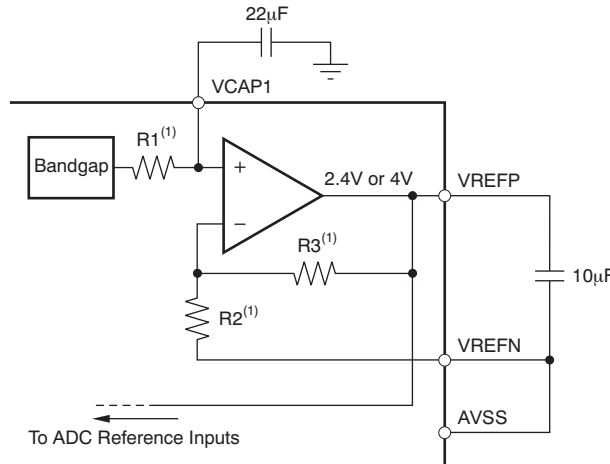 22μF
VCAP1
R1(1)
Bandgap
+
2.4V or 4V
VREFP
−
R3(1)
10μF
R2(1)
VREFN
AVSS
To ADC Reference Inputs